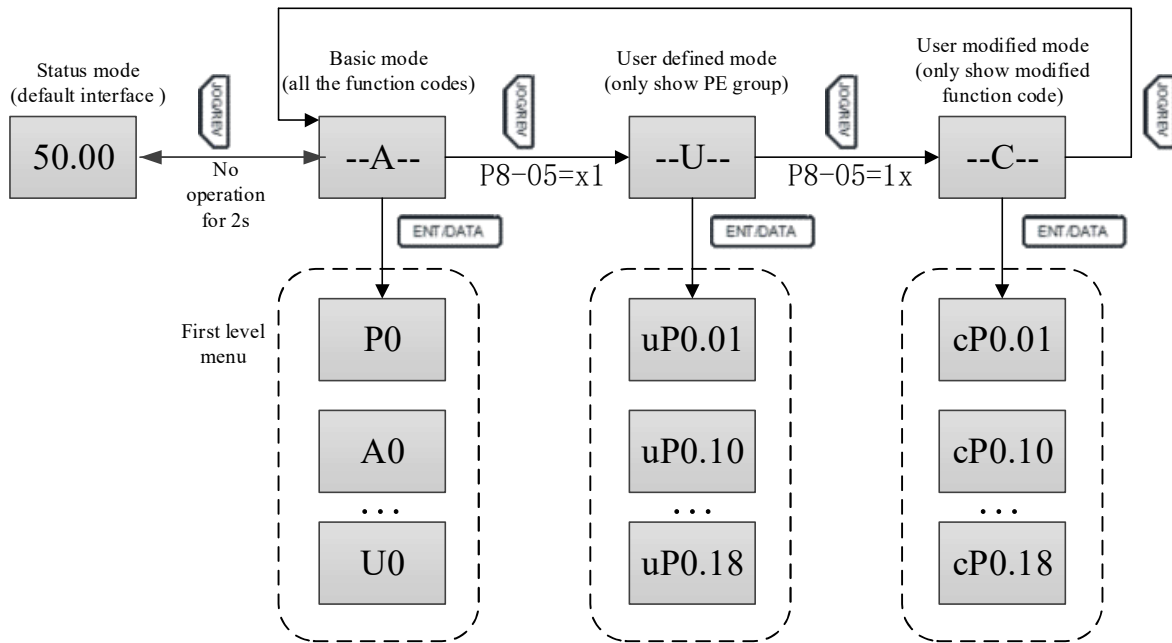 Status mode
(default interface )
50.00
JOG/REV
No
operation
for 2s
Basic mode
(all the function codes)
--A--
JOG/REV
P8-05=x1
User defined mode
(only show PE group)
--U--
JOG/REV
P8-05=1x
User modified mode
(only show modified
function code)
--C--
JOG/REV
ENT/DATA
ENT/DATA
ENT/DATA
First level
menu
P0
A0
...
U0
uP0.01
uP0.10
...
uP0.18
cP0.01
cP0.10
...
cP0.18